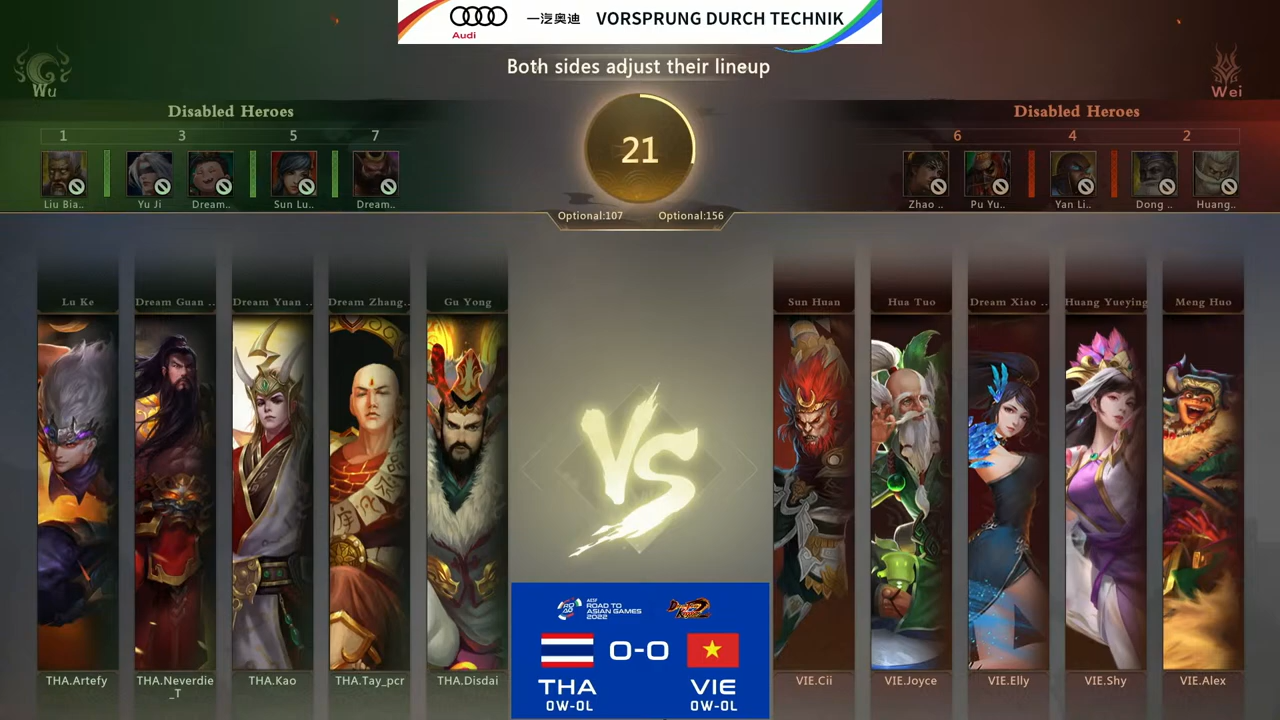 Audi
一汽奥迪 VORSPRUNG DURCH TECHNIK
Both sides adjust their lineup
Wu
Wei
Disabled Heroes
1 3 5 7
Liu Bia.. Yu Ji Dream.. Sun Lu.. Dream..
21
Optional:107 Optional:156
Disabled Heroes
6 4 2
Zhao .. Pu Yu.. Yan Li.. Dong .. Huang..
Lu Ke Dream Guan .. Dream Yuan .. Dream Zhang.. Gu Yong
Sun Huan Hua Tuo Dream Xiao .. Huang Yueying Meng Huo
VS
THA.Artefy THA.Neverdie_T THA.Kao THA.Tay_pcr THA.Disdai
AESF
ROAD TO
ASIAN GAMES
2022
0-0
THA VIE
0W-0L 0W-0L
VIE.Cii VIE.Joyce VIE.Elly VIE.Shy VIE.Alex